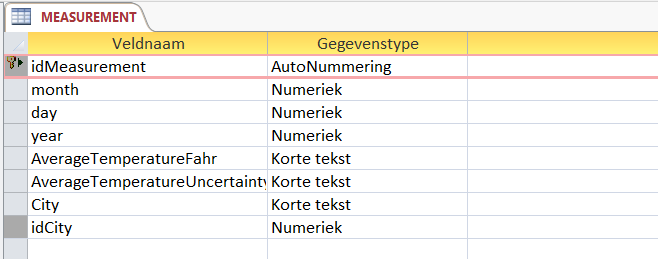 MEASUREMENT
Veldnaam Gegevenstype
idMeasurement AutoNummering
month Numeriek
day Numeriek
year Numeriek
AverageTemperatureFahr Korte tekst
AverageTemperatureUncertainty Korte tekst
City Korte tekst
idCity Numeriek